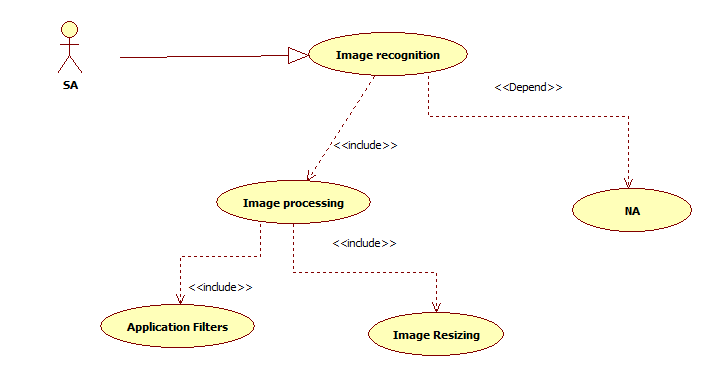 SA
Image recognition
<<Depend>>
<<include>>
Image processing
NA
<<include>>
<<include>>
Application Filters
Image Resizing